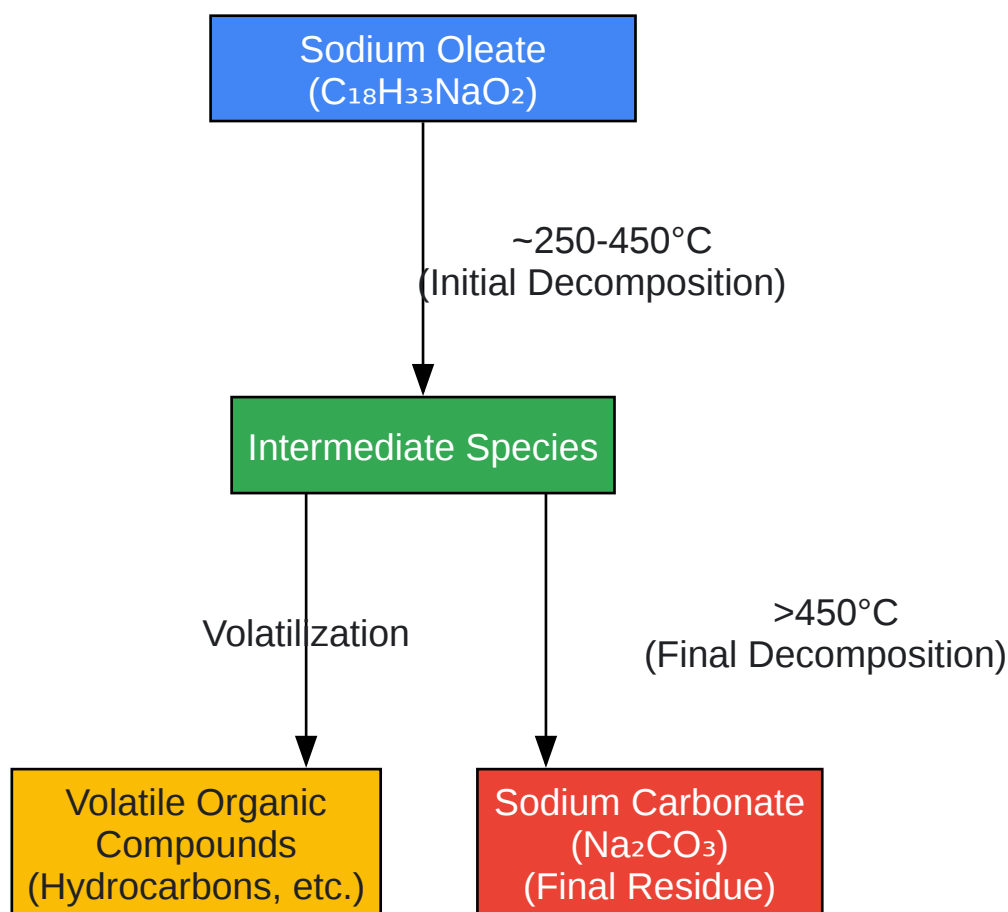 Sodium Oleate
(C₁₈H₃₃NaO₂)
~250-450°C
(Initial Decomposition)
Intermediate Species
Volatilization
>450°C
(Final Decomposition)
Volatile Organic
Compounds
(Hydrocarbons, etc.)
Sodium Carbonate
(Na₂CO₃)
(Final Residue)